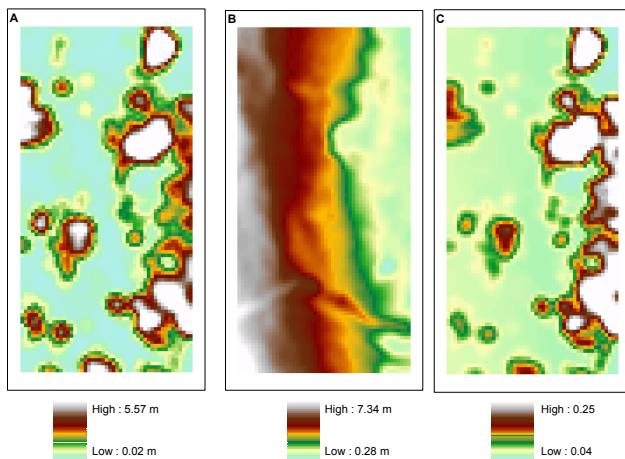 A
B
C
High : 5.57 m
Low : 0.02 m
High : 7.34 m
Low : 0.28 m
High : 0.25
Low : 0.04